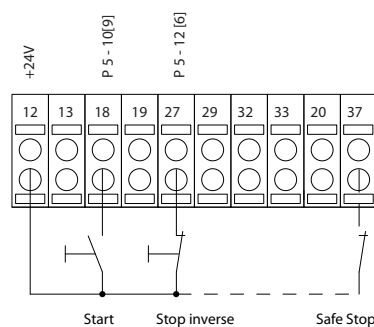 +24V
P 5 - 10[9]
P 5 - 12 [6]
12 13 18 19 27 29 32 33 20 37
Start Stop inverse Safe Stop